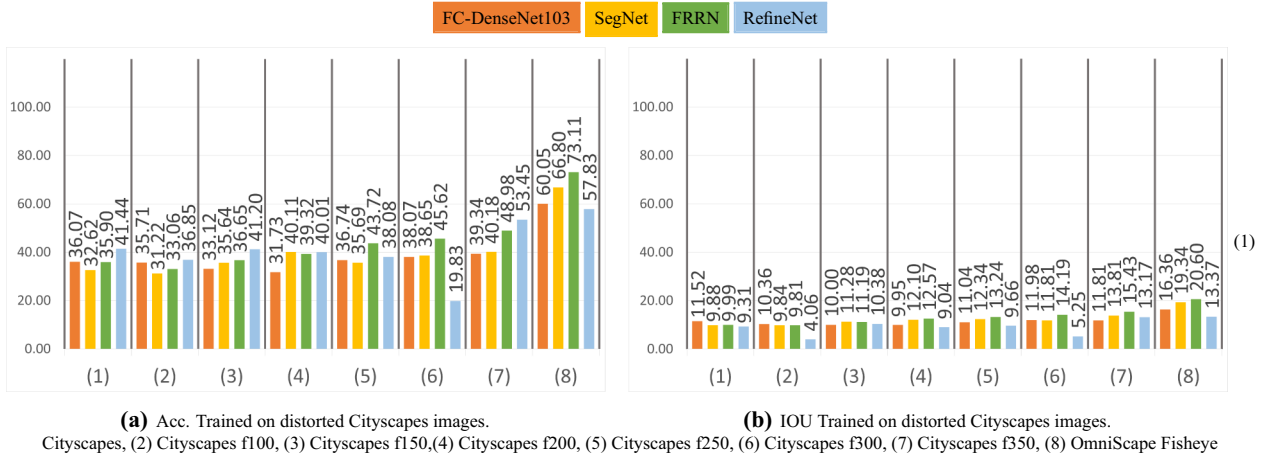 FC-DenseNet103 SegNet FRRN RefineNet
100.00
80.00
60.00
40.00
20.00
0.00
36.07 32.62 35.90 41.44
35.71 31.22 33.06 36.85
33.12 35.64 36.65 41.20
31.73 40.11 39.32 40.01
36.74 35.69 43.72 38.08
38.07 38.65 45.62 19.83
39.34 40.18 48.98 53.45
60.05 66.80 73.11 57.83
(1) (2) (3) (4) (5) (6) (7) (8)
(a) Acc. Trained on distorted Cityscapes images.
100.00
80.00
60.00
40.00
20.00
0.00
11.52 9.88 9.99 9.31
10.36 9.84 9.81 4.06
10.00 11.28 11.19 10.38
9.95 12.10 12.57 9.04
11.04 12.34 13.24 9.66
11.98 11.81 14.19 5.25
11.81 13.81 15.43 13.17
16.36 19.34 20.60 13.37
(1) (2) (3) (4) (5) (6) (7) (8)
(b) IOU Trained on distorted Cityscapes images.
(1)
Cityscapes, (2) Cityscapes f100, (3) Cityscapes f150,(4) Cityscapes f200, (5) Cityscapes f250, (6) Cityscapes f300, (7) Cityscapes f350, (8) OmniScape Fisheye